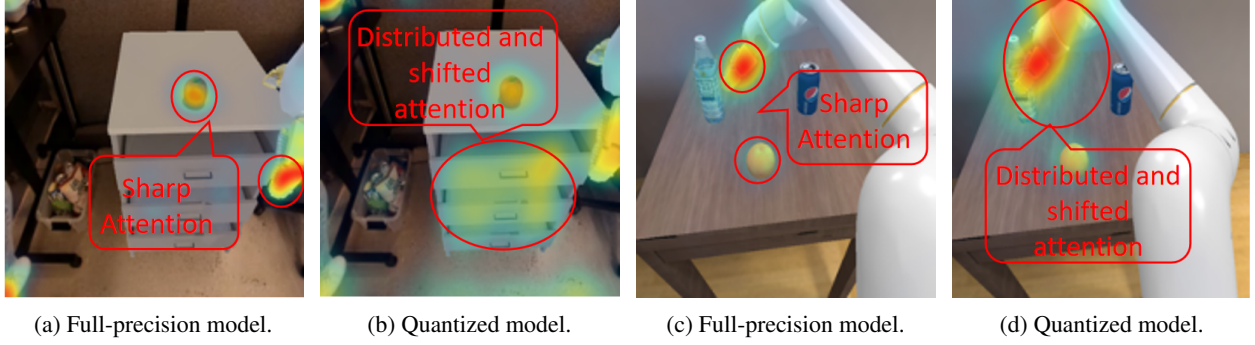 Sharp
Attention
Distributed and
shifted
attention
Sharp
Attention
Distributed and
shifted
attention
(a) Full-precision model.
(b) Quantized model.
(c) Full-precision model.
(d) Quantized model.